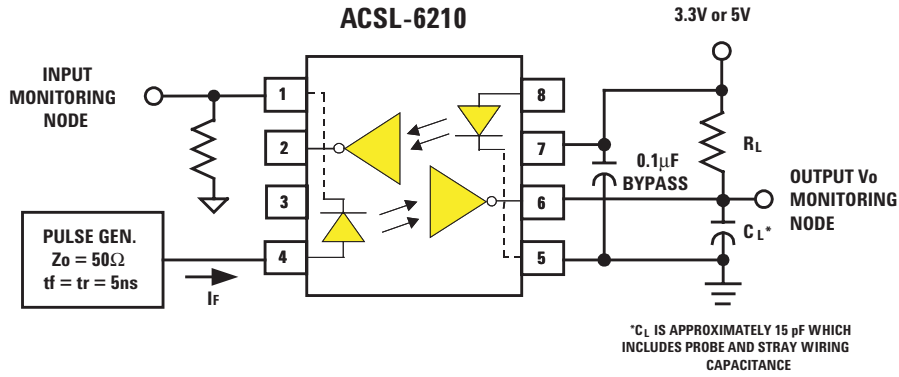 ACSL-6210
3.3V or 5V
INPUT
MONITORING
NODE
1
2
3
4
8
7
6
5
0.1µF
BYPASS
RL
OUTPUT Vo
MONITORING
NODE
CL*
PULSE GEN.
Zo = 50Ω
tf = tr = 5ns
IF
*CL IS APPROXIMATELY 15 pF WHICH
INCLUDES PROBE AND STRAY WIRING
CAPACITANCE